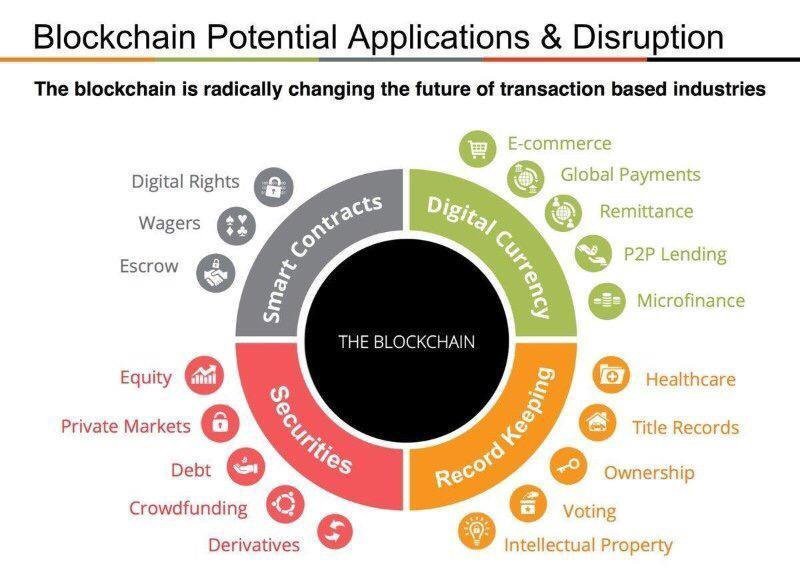 Blockchain Potential Applications & Disruption
The blockchain is radically changing the future of transaction based industries
Digital Rights
Wagers
Escrow
Smart Contracts
Digital Currency
E-commerce
Global Payments
Remittance
P2P Lending
Microfinance
THE BLOCKCHAIN
Equity
Private Markets
Debt
Crowdfunding
Derivatives
Securities
Record Keeping
Healthcare
Title Records
Ownership
Voting
Intellectual Property